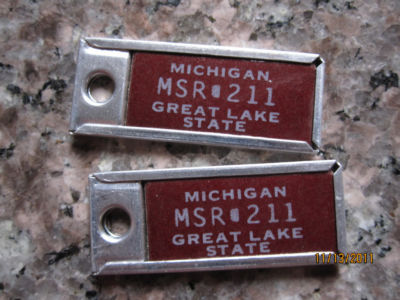 MICHIGAN
MSR 211
GREAT LAKE
STATE
MICHIGAN
MSR 211
GREAT LAKE
STATE
11/13/2011